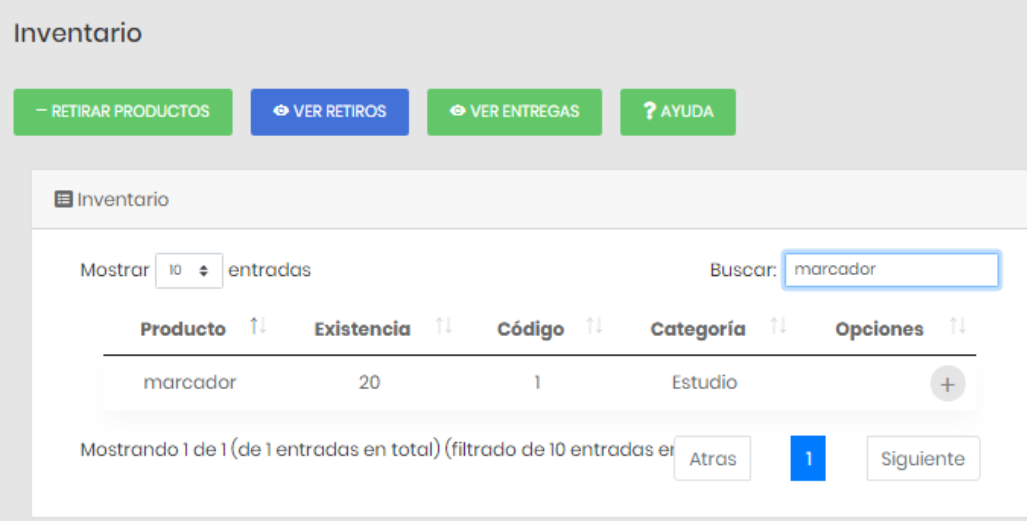 Inventario
− RETIRAR PRODUCTOS VER RETIROS VER ENTREGAS ? AYUDA
Inventario
Mostrar 10 entradas Buscar: marcador
Producto Existencia Código Categoría Opciones
marcador 20 1 Estudio +
Mostrando 1 de 1 (de 1 entradas en total) (filtrado de 10 entradas Atras 1 Siguiente